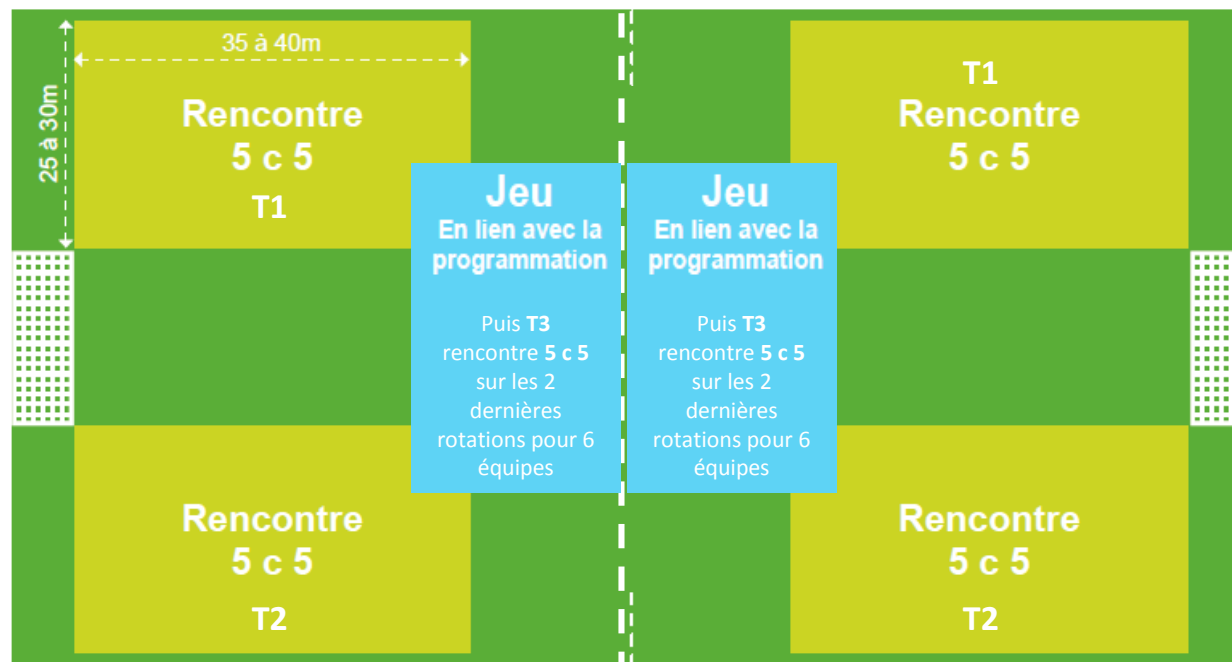 35 à 40m
25 à 30m
Rencontre
5 c 5
T1
Jeu
En lien avec la
programmation
Puis T3
rencontre 5 c 5
sur les 2
dernières
rotations pour 6
équipes
Jeu
En lien avec la
programmation
Puis T3
rencontre 5 c 5
sur les 2
dernières
rotations pour 6
équipes
T1
Rencontre
5 c 5
Rencontre
5 c 5
T2
Rencontre
5 c 5
T2